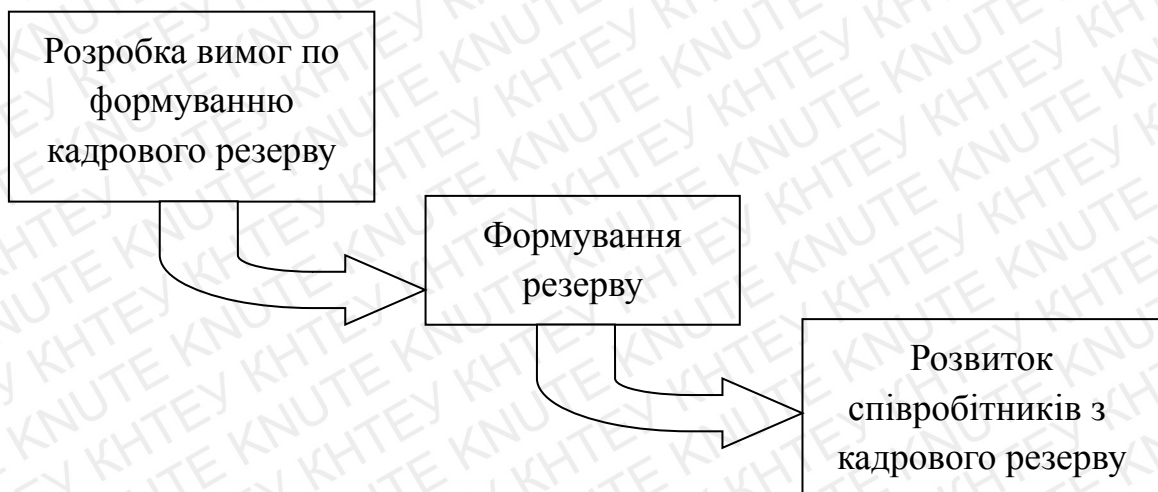 Розробка вимог по
формуванню
кадрового резерву
Формування
резерву
Розвиток
співробітників з
кадрового резерву